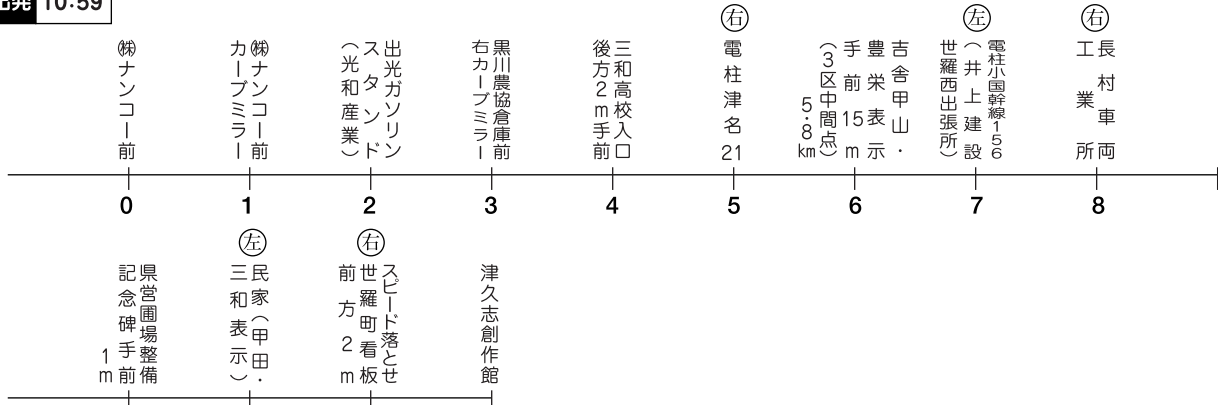 出発 10:59
㈱ナンコー前
㈱ナンコー前
カーブミラー
出光ガソリン
スタンド
(光和産業)
黒川農協倉庫前
右カーブミラー
三和高校入口
後方2m手前
右
電柱津名21
吉舎甲山・
豊栄表示
手前15m
(3区中間点)
5.8km
左
電柱小国幹線156
(井上建設
世羅西出張所)
右
長村車両
工業所
0 1 2 3 4 5 6 7 8
県営圃場整備
記念碑手前
1m
左
民家(甲田・
三和表示)
右
スピード落とせ
世羅町看板
前方2m
津久志創作館